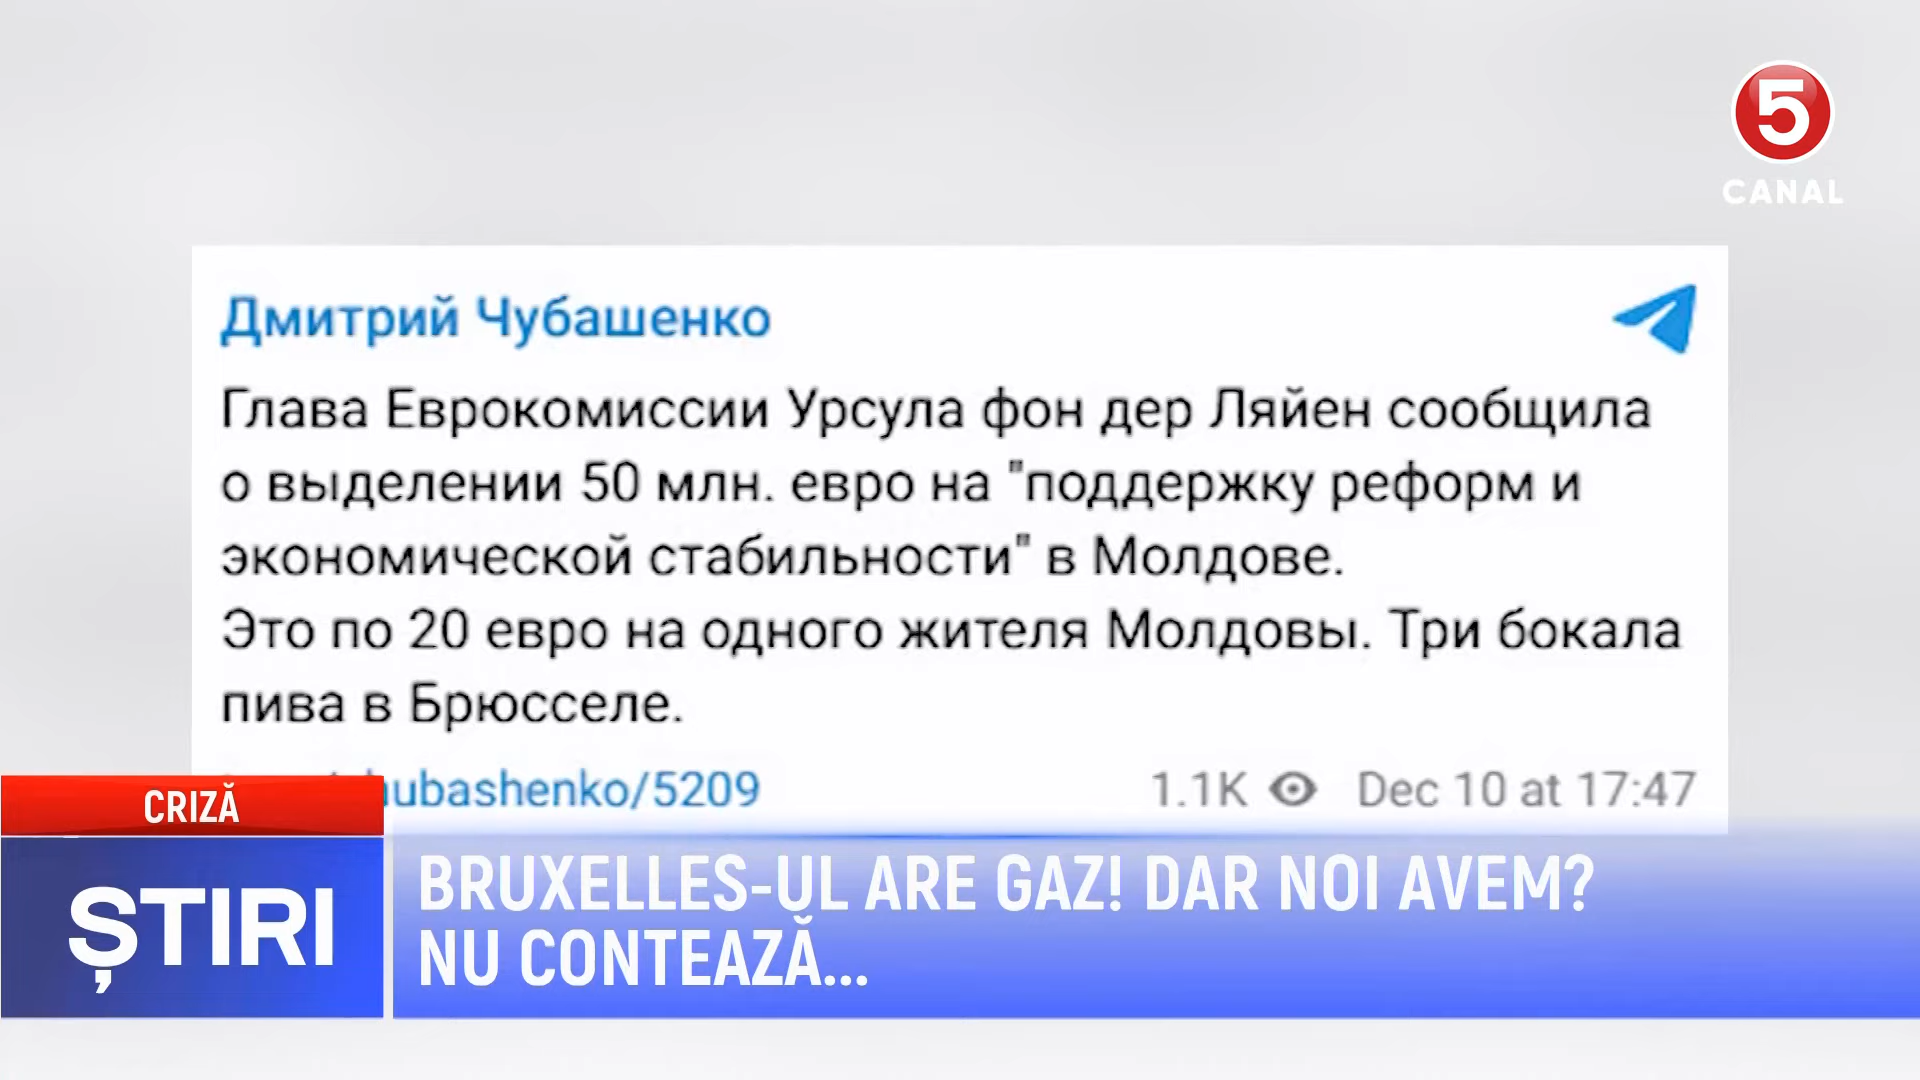 5
CANAL
Дмитрий Чубашенко
Глава Еврокомиссии Урсула фон дер Ляйен сообщила
о выделении 50 млн. евро на "поддержку реформ и
экономической стабильности" в Молдове.
Это по 20 евро на одного жителя Молдовы. Три бокала
пива в Брюсселе.
hubashenko/5209 1.1K Dec 10 at 17:47
CRIZĂ
ȘTIRI
BRUXELLES-UL ARE GAZ! DAR NOI AVEM?
NU CONTEAZĂ...